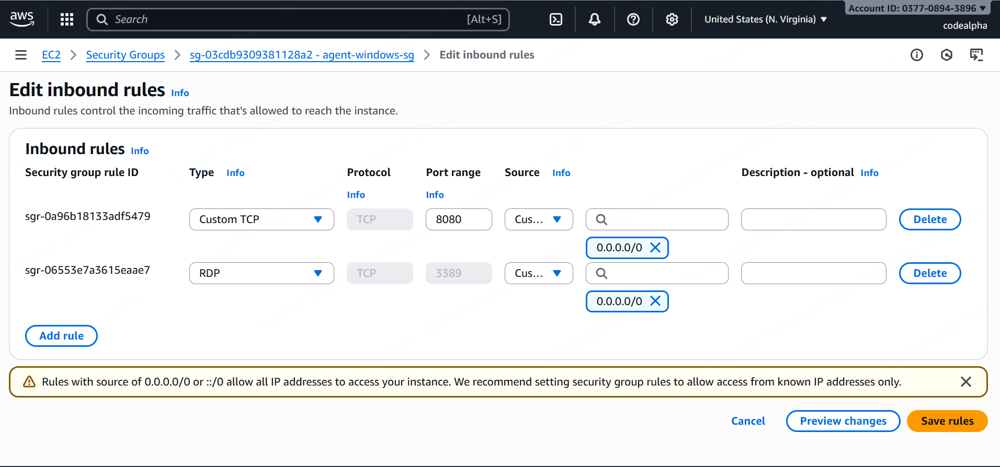 aws
Search [Alt+S]
United States (N. Virginia)
Account ID: 0377-0894-3896
codealpha
EC2 > Security Groups > sg-03cdb9309381128a2 - agent-windows-sg > Edit inbound rules
Edit inbound rules Info
Inbound rules control the incoming traffic that's allowed to reach the instance.
Inbound rules Info
Security group rule ID Type Info Protocol Port range Source Info Description - optional Info
Info Info
sgr-0a96b18133adf5479 Custom TCP TCP 8080 Cus... Delete
0.0.0.0/0
sgr-06553e7a3615eaae7 RDP TCP 3389 Cus... Delete
0.0.0.0/0
Add rule
Rules with source of 0.0.0.0/0 or ::/0 allow all IP addresses to access your instance. We recommend setting security group rules to allow access from known IP addresses only.
Cancel Preview changes Save rules